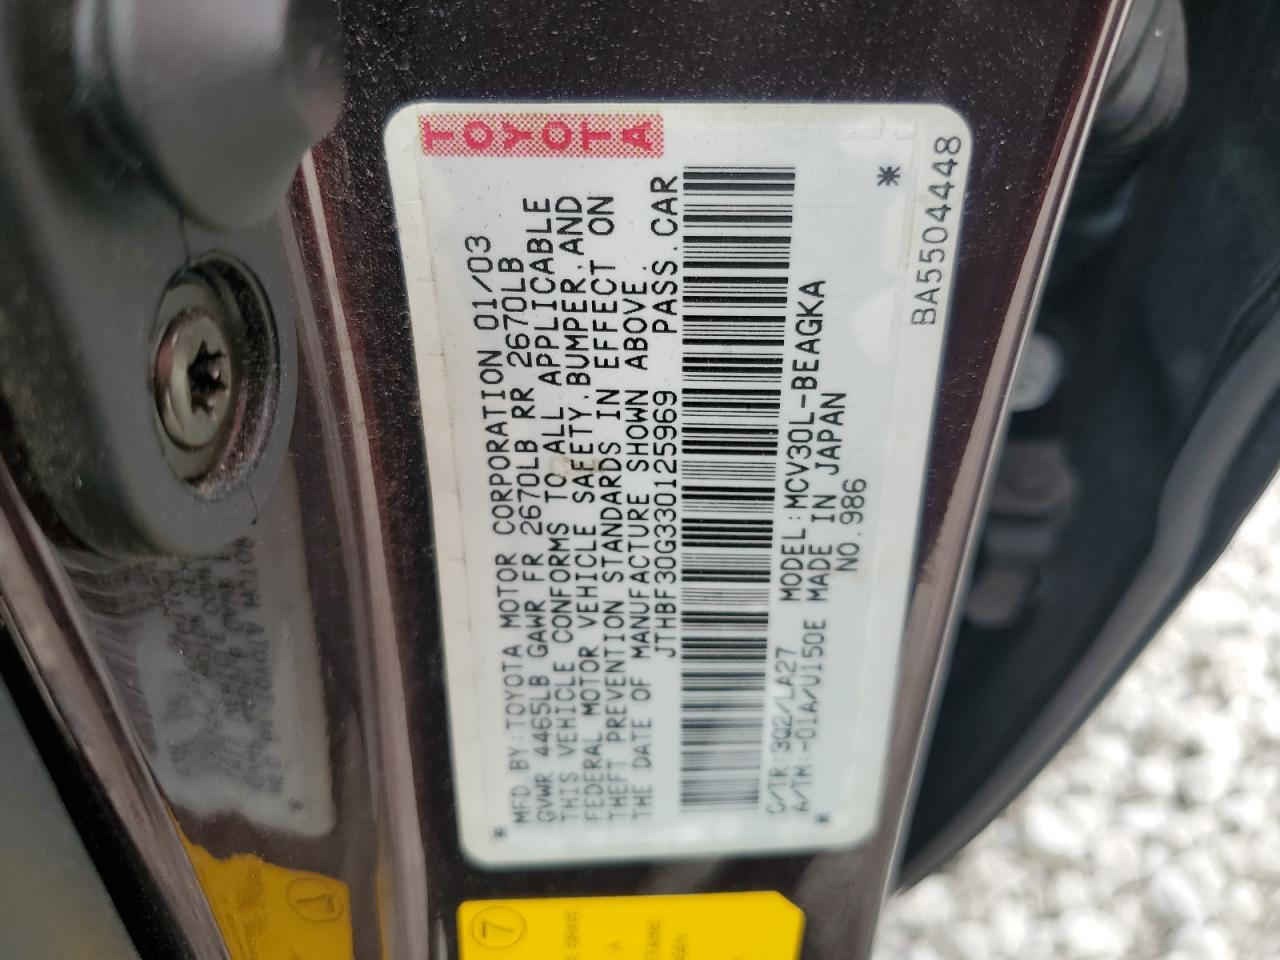 TOYOTA
MFD.BY:TOYOTA MOTOR CORPORATION 01/03
GVWR 4465LB GAWR FR 2670LB RR 2670LB
THIS VEHICLE CONFORMS TO ALL APPLICABLE
FEDERAL MOTOR VEHICLE SAFETY,BUMPER,AND
THEFT PREVENTION STANDARDS IN EFFECT ON
THE DATE OF MANUFACTURE SHOWN ABOVE.
JTHBF30G330125969 PASS.CAR
C/TR:3Q2/LA27 MODEL:MCV30L-BEAGKA
A/TM:-01A/U150E MADE IN JAPAN
NO.986
BA5504448
7